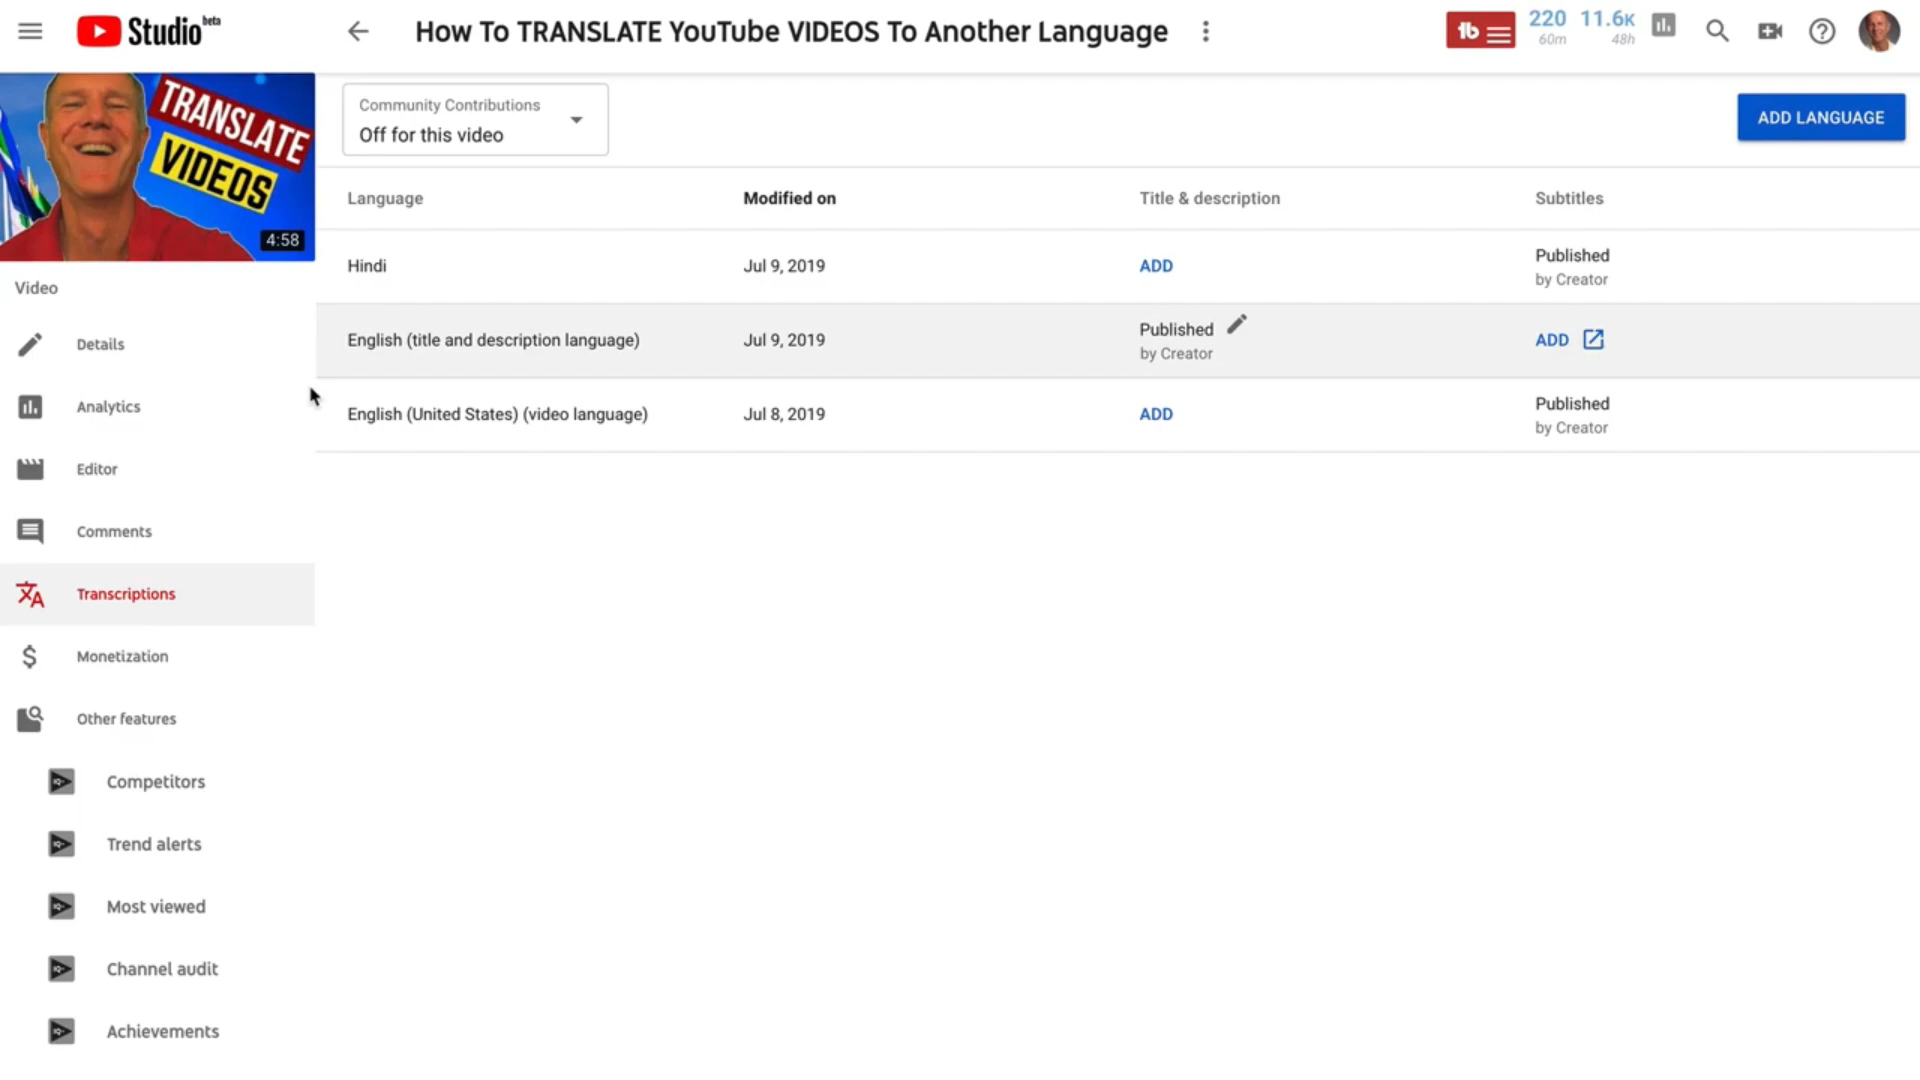 Studio beta
How To TRANSLATE YouTube VIDEOS To Another Language
220 11.6K
60m 48h
TRANSLATE
VIDEOS
4:58
Community Contributions
Off for this video
ADD LANGUAGE
Language Modified on Title & description Subtitles
Hindi Jul 9, 2019 ADD Published
by Creator
English (title and description language) Jul 9, 2019 Published ADD
by Creator
English (United States) (video language) Jul 8, 2019 ADD Published
by Creator
Video
Details
Analytics
Editor
Comments
Transcriptions
Monetization
Other features
Competitors
Trend alerts
Most viewed
Channel audit
Achievements